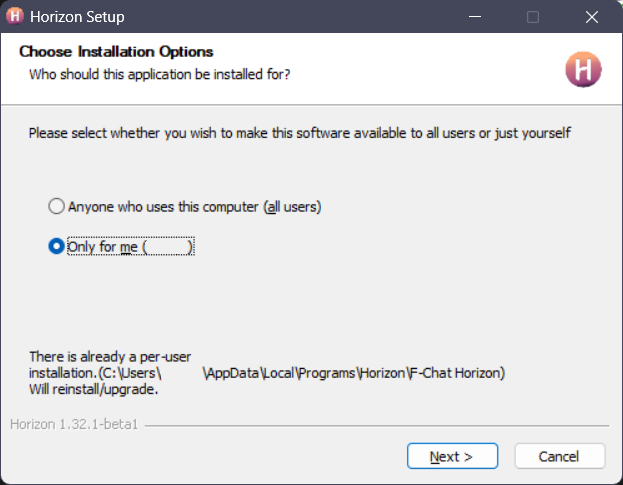 Horizon Setup
Choose Installation Options
Who should this application be installed for?
H
Please select whether you wish to make this software available to all users or just yourself
Anyone who uses this computer (all users)
Only for me ( )
There is already a per-user
installation.(C:\Users\ \AppData\Local\Programs\Horizon\F-Chat Horizon)
Will reinstall/upgrade.
Horizon 1.32.1-beta1
Next >
Cancel